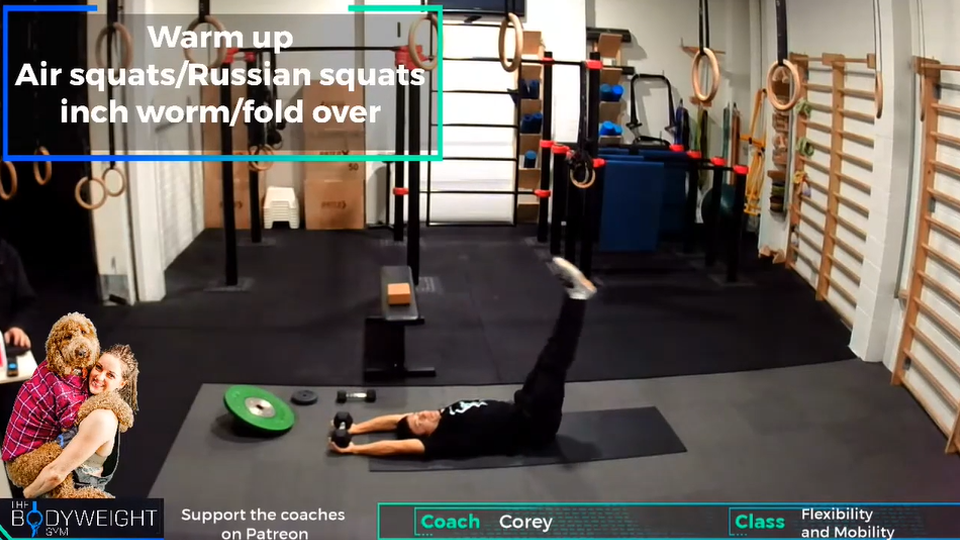 Warm up
Air squats/Russian squats
inch worm/fold over
50
THE
BODYWEIGHT
GYM
Support the coaches
on Patreon
Coach Corey
Class Flexibility
and Mobility